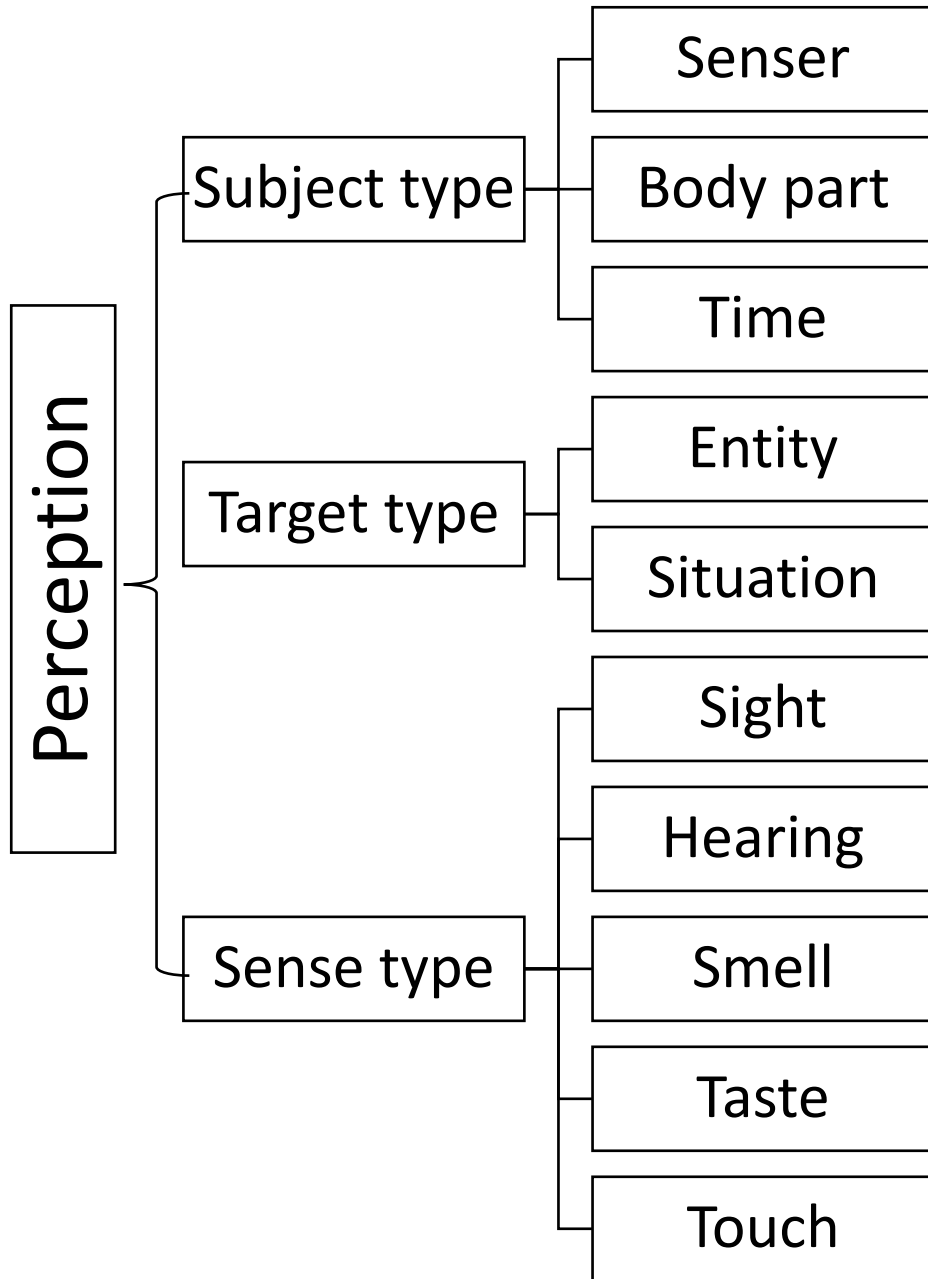 Perception
Subject type
Senser
Body part
Time
Target type
Entity
Situation
Sense type
Sight
Hearing
Smell
Taste
Touch